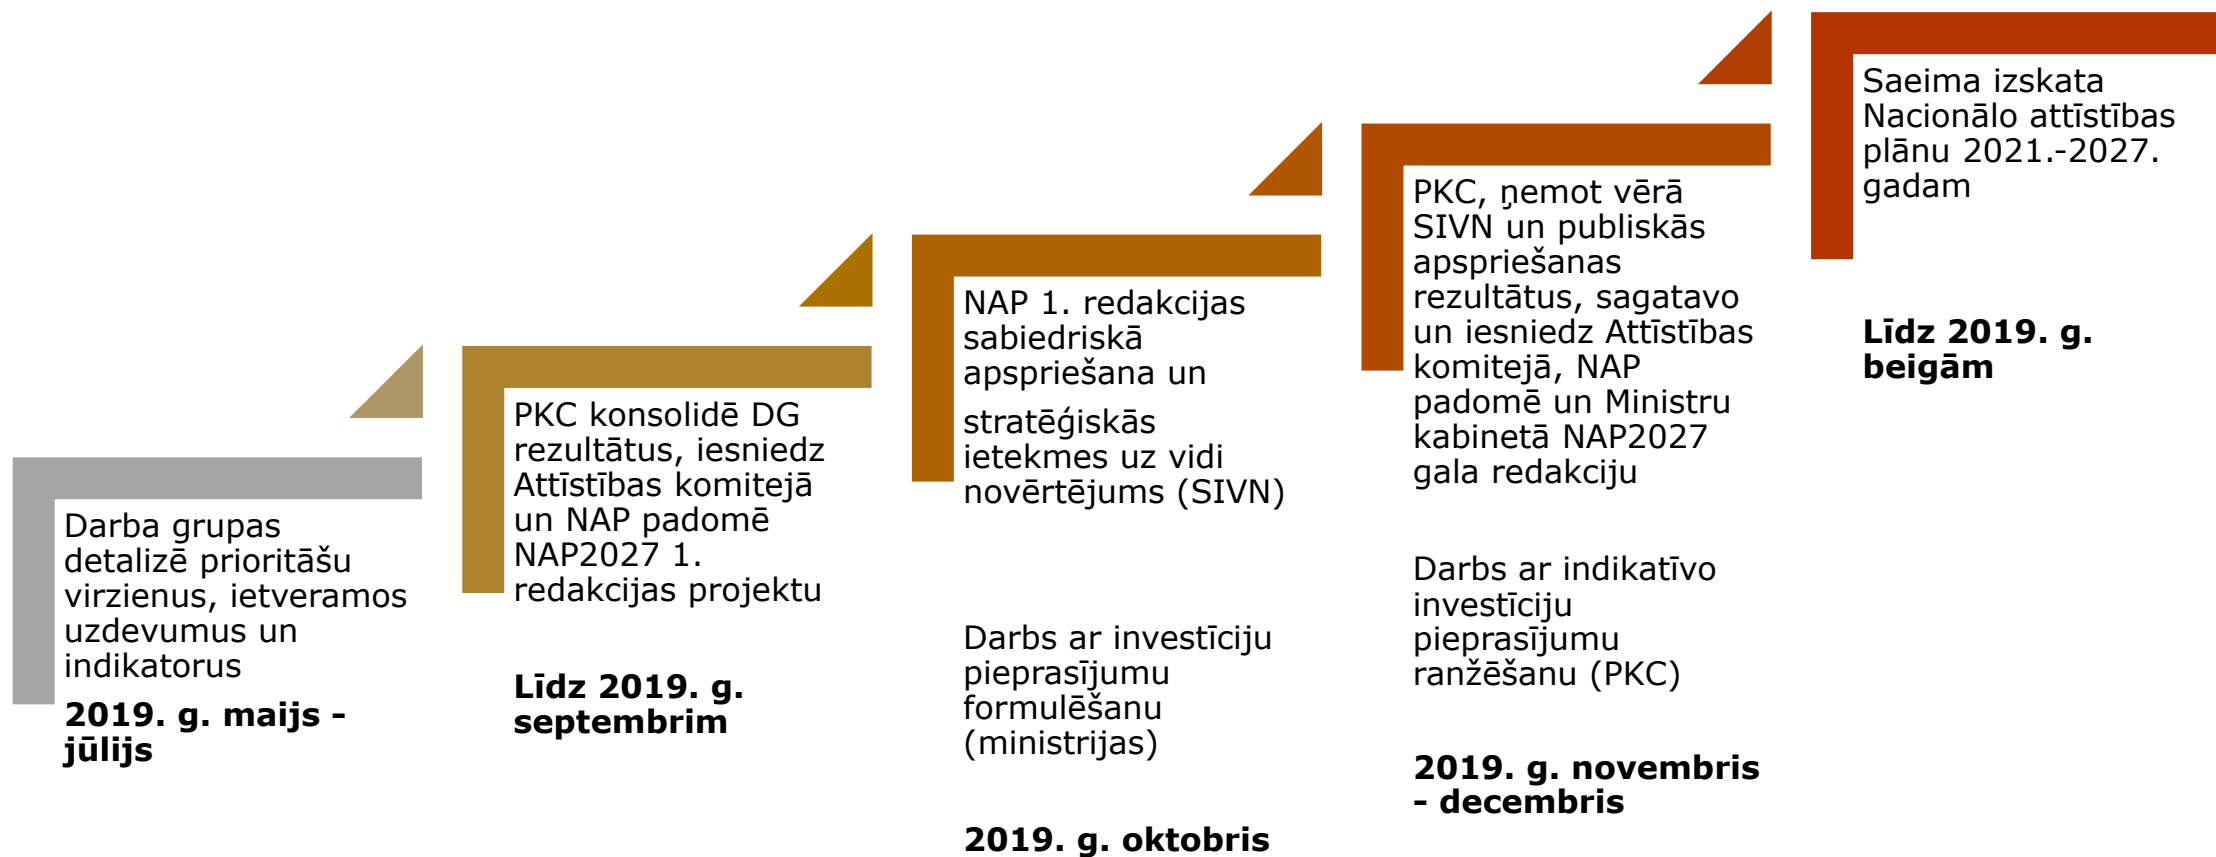 Darba grupas
detalizē prioritāšu
virzienus, ietveramos
uzdevumus un
indikatorus
2019. g. maijs -
jūlijs
PKC konsolidē DG
rezultātus, iesniedz
Attīstības komitejā
un NAP padomē
NAP2027 1.
redakcijas projektu
Līdz 2019. g.
septembrim
NAP 1. redakcijas
sabiedriskā
apspriešana un
stratēģiskās
ietekmes uz vidi
novērtējums (SIVN)
Darbs ar investīciju
pieprasījumu
formulēšanu
(ministrijas)
2019. g. oktobris
PKC, ņemot vērā
SIVN un publiskās
apspriešanas
rezultātus, sagatavo
un iesniedz Attīstības
komitejā, NAP
padomē un Ministru
kabinetā NAP2027
gala redakciju
Darbs ar indikatīvo
investīciju
pieprasījumu
ranžēšanu (PKC)
2019. g. novembris
- decembris
Saeima izskata
Nacionālo attīstības
plānu 2021.-2027.
gadam
Līdz 2019. g.
beigām